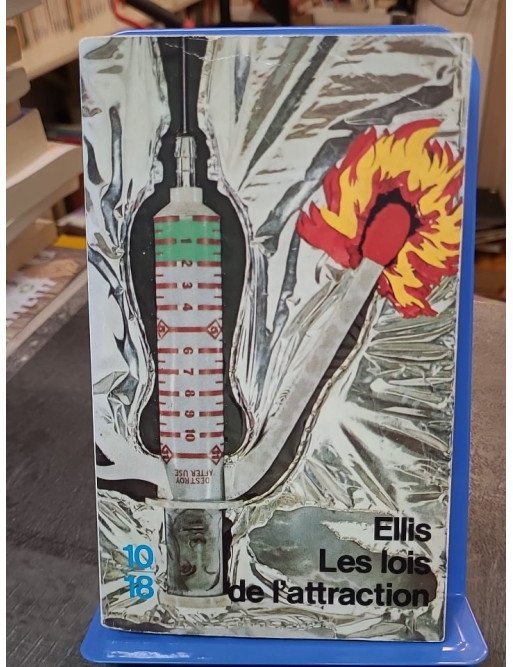 1
2
3
4
6
7
8
9
10
DESTROY
AFTER USE
Ellis
Les lois
de l'attraction
10
18